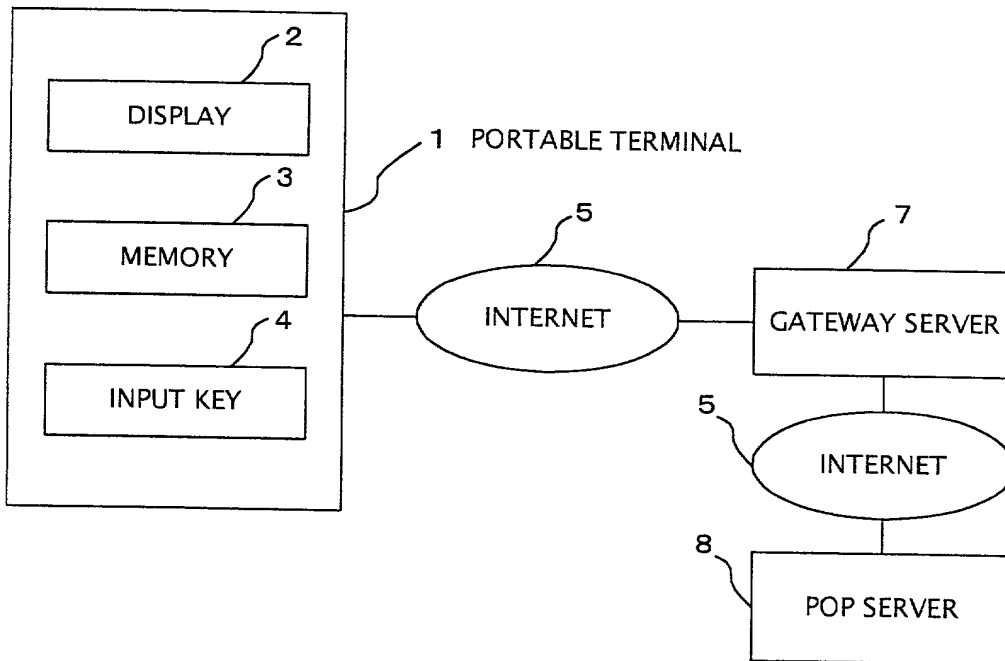 2
DISPLAY
1 PORTABLE TERMINAL
3
MEMORY
5
INTERNET
7
GATEWAY SERVER
4
INPUT KEY
5
INTERNET
8
POP SERVER